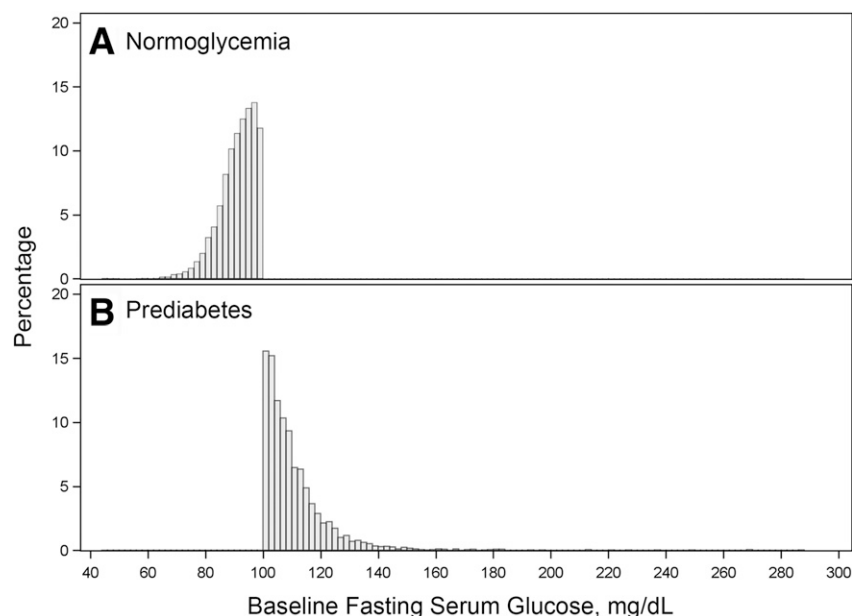 20
A Normoglycemia
15
10
5
0
20
B Prediabetes
15
10
5
0
Percentage
40 60 80 100 120 140 160 180 200 220 240 260 280 300
Baseline Fasting Serum Glucose, mg/dL